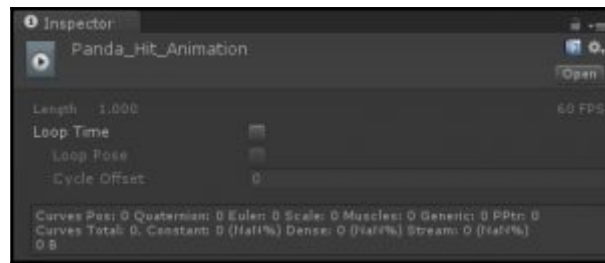 Inspector
Panda_Hit_Animation
Open
Length 1.000 60 FPS
Loop Time
Loop Pose
Cycle Offset 0
Curves Pos: 0 Quaternion: 0 Euler: 0 Scale: 0 Muscles: 0 Generic: 0 PPtr: 0
Curves Total: 0, Constant: 0 (NaN%) Dense: 0 (NaN%) Stream: 0 (NaN%)
0 B